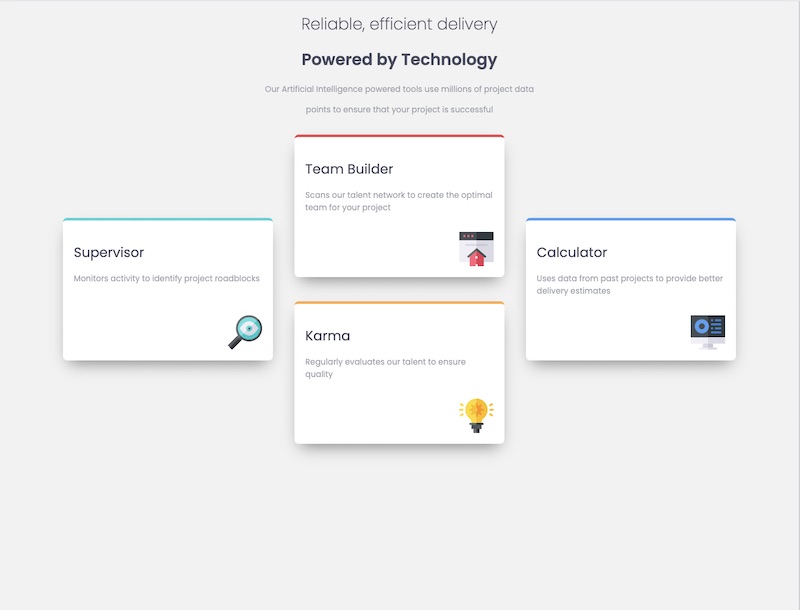 Reliable, efficient delivery
Powered by Technology
Our Artificial Intelligence powered tools use millions of project data
points to ensure that your project is successful
Supervisor
Monitors activity to identify project roadblocks
Team Builder
Scans our talent network to create the optimal
team for your project
Karma
Regularly evaluates our talent to ensure
quality
Calculator
Uses data from past projects to provide better
delivery estimates